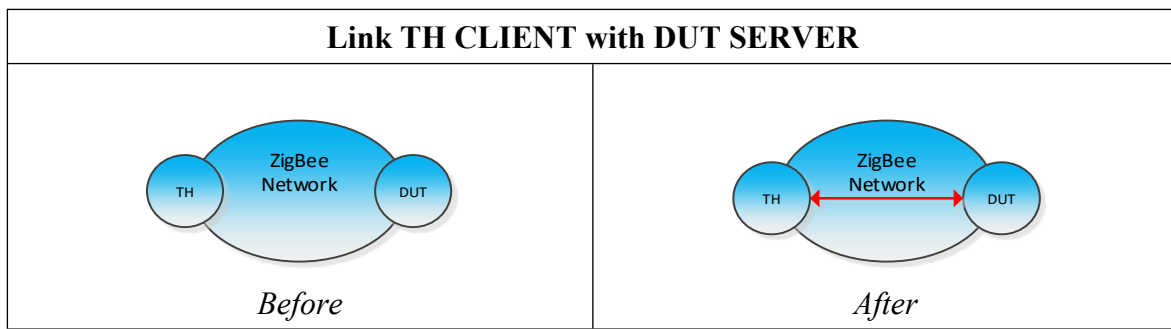 Link TH CLIENT with DUT SERVER
ZigBee
Network
TH
DUT
Before
ZigBee
Network
TH
DUT
After